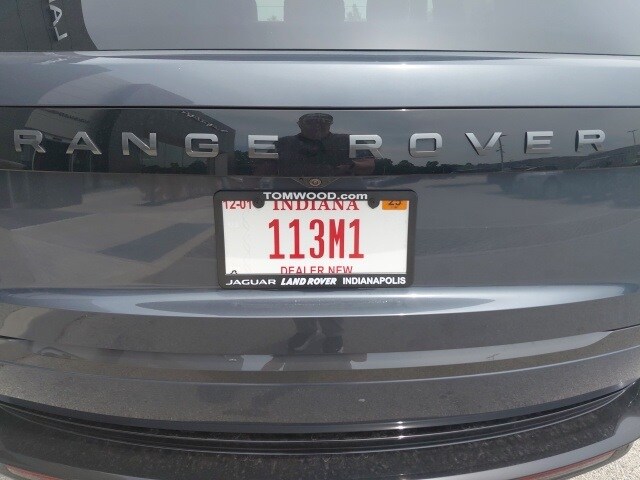 RANGE ROVER
TOMWOOD.com
12-01 INDIANA 25
113M1
DEALER NEW
JAGUAR LAND ROVER INDIANAPOLIS